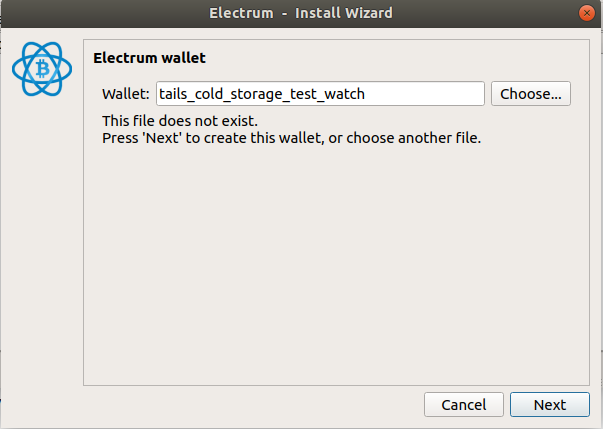 Electrum - Install Wizard
Electrum wallet
Wallet: tails_cold_storage_test_watch Choose...
This file does not exist.
Press 'Next' to create this wallet, or choose another file.
Cancel Next